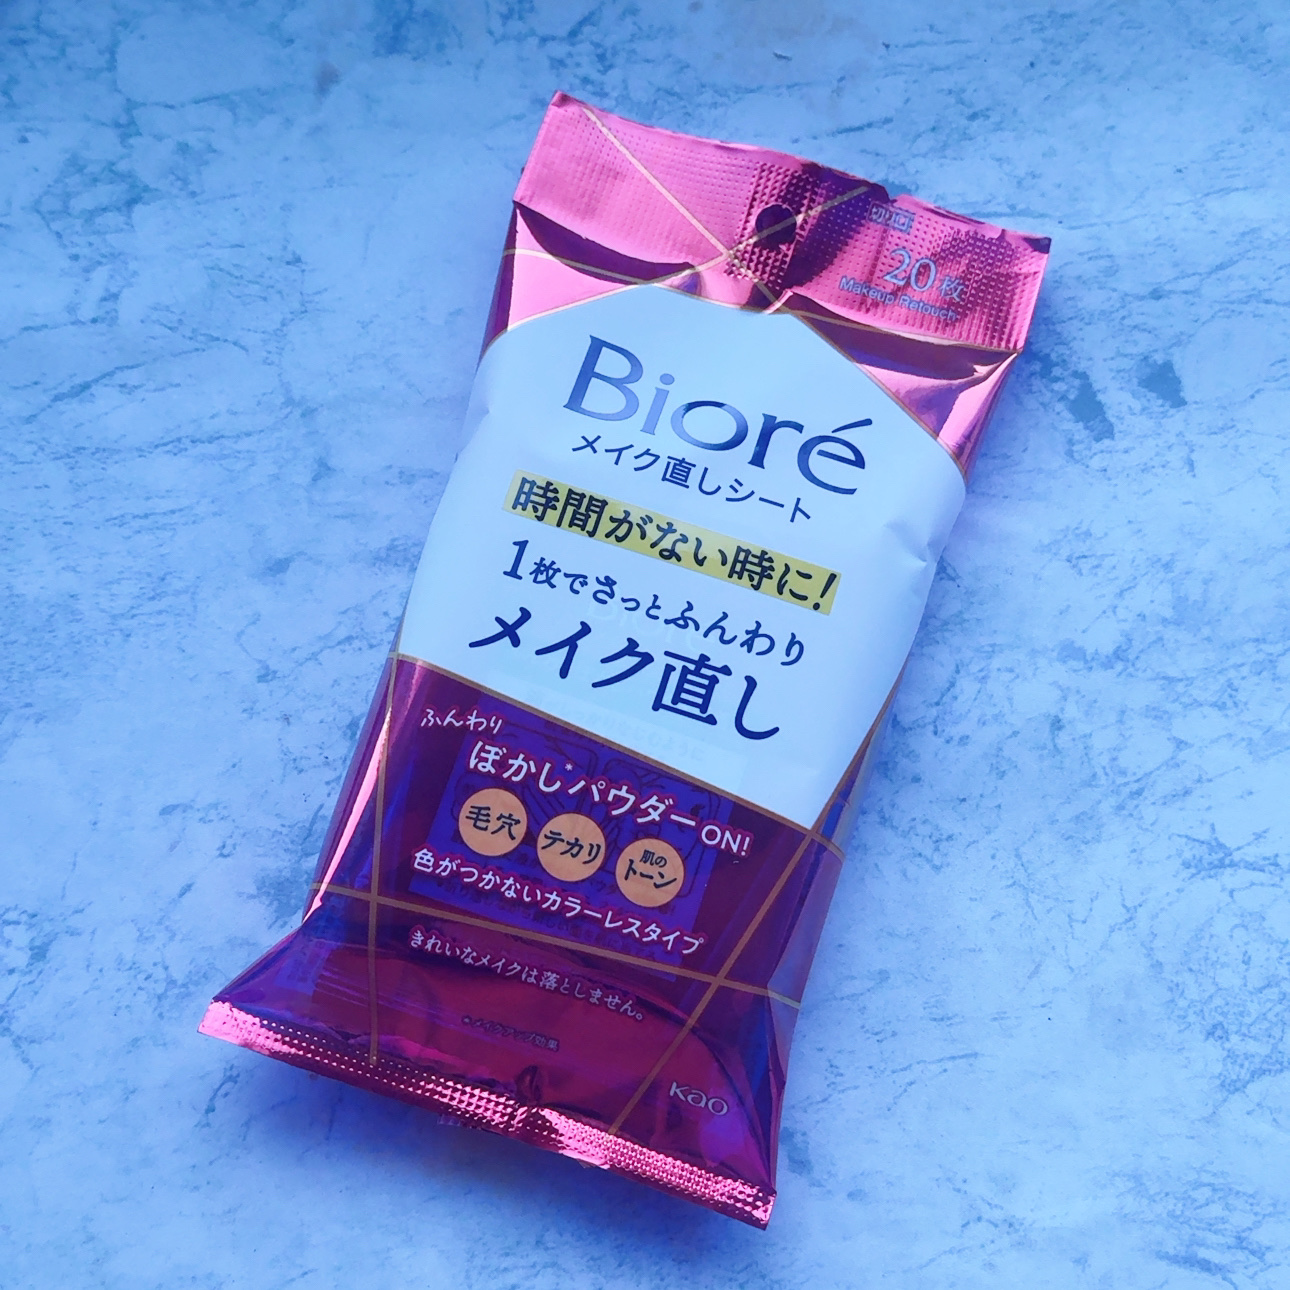 切り口
20枚
Makeup Retouch
Bioré
メイク直しシート
時間がない時に!
1枚でさっとふんわり
メイク直し
ふんわり
ぼかし*パウダーON!
毛穴
テカリ
肌の
トーン
色がつかないカラーレスタイプ
きれいなメイクは落としません。
*メイクアップ効果
Kao